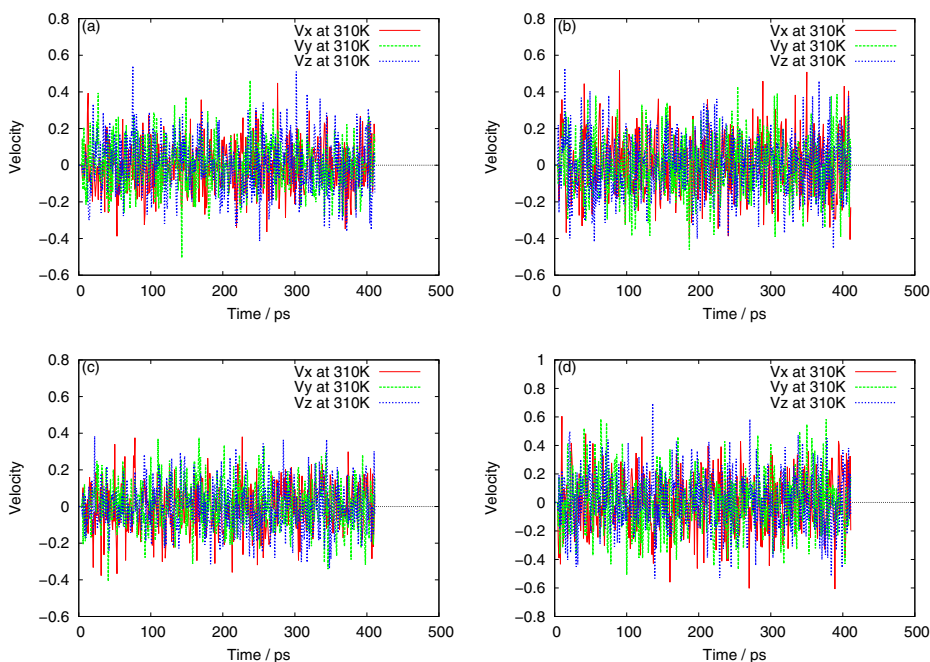 (a)
Vx at 310K
Vy at 310K
Vz at 310K
0.8
0.6
0.4
0.2
0
−0.2
−0.4
−0.6
Velocity
0 100 200 300 400 500
Time / ps
(b)
Vx at 310K
Vy at 310K
Vz at 310K
0.8
0.6
0.4
0.2
0
−0.2
−0.4
−0.6
Velocity
0 100 200 300 400 500
Time / ps
(c)
Vx at 310K
Vy at 310K
Vz at 310K
0.8
0.6
0.4
0.2
0
−0.2
−0.4
−0.6
Velocity
0 100 200 300 400 500
Time / ps
(d)
Vx at 310K
Vy at 310K
Vz at 310K
1
0.8
0.6
0.4
0.2
0
−0.2
−0.4
−0.6
−0.8
Velocity
0 100 200 300 400 500
Time / ps